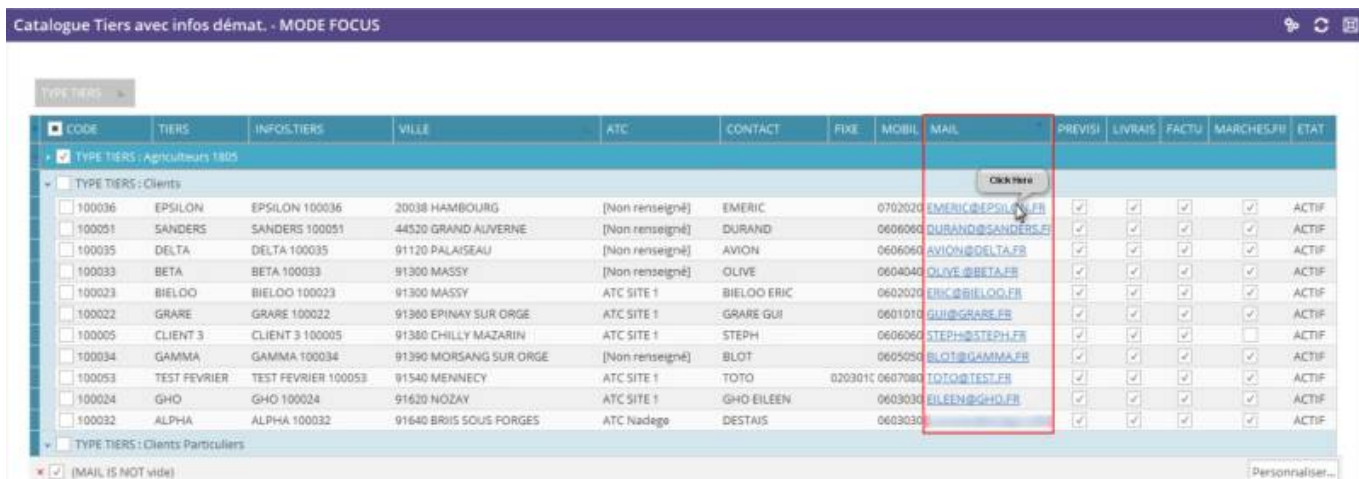 Catalogue Tiers avec infos démat. - MODE FOCUS
TYPE TIERS
CODE TIERS INFOS.TIERS VILLE ATC CONTACT FIXE MOBIL MAIL PREVISI LIVRAIS FACTU MARCHES.FI ETAT
TYPE TIERS : Agriculteurs 1805
TYPE TIERS : Clients
Click Here
100036 EPSILON EPSILON 100036 20038 HAMBOURG [Non renseigné] EMERIC 0702020 EMERIC@EPSILON.FR ACTIF
100051 SANDERS SANDERS 100051 44520 GRAND AUVERNE [Non renseigné] DURAND 0606060 DURAND@SANDERS.FR ACTIF
100035 DELTA DELTA 100035 91120 PALAISEAU [Non renseigné] AVION 0606060 AVION@DELTA.FR ACTIF
100033 BETA BETA 100033 91300 MASSY [Non renseigné] OLIVE 0604040 OLIVE @BETA.FR ACTIF
100023 BIELOO BIELOO 100023 91300 MASSY ATC SITE 1 BIELOO ERIC 0602020 ERIC@BIELOO.FR ACTIF
100022 GRARE GRARE 100022 91360 EPINAY SUR ORGE ATC SITE 1 GRARE GUI 0601010 GUI@GRARE.FR ACTIF
100005 CLIENT 3 CLIENT 3 100005 91380 CHILLY MAZARIN ATC SITE 1 STEPH 0606060 STEPH@STEPH.FR ACTIF
100034 GAMMA GAMMA 100034 91390 MORSANG SUR ORGE [Non renseigné] BLOT 0605050 BLOT@GAMMA.FR ACTIF
100053 TEST FEVRIER TEST FEVRIER 100053 91540 MENNECY ATC SITE 1 TOTO 020301 0607080 TOTO@TEST.FR ACTIF
100024 GHO GHO 100024 91620 NOZAY ATC SITE 1 GHO EILEEN 0603030 EILEEN@GHO.FR ACTIF
100032 ALPHA ALPHA 100032 91640 BRIIS SOUS FORGES ATC Nadege DESTAIS 0603030 ACTIF
TYPE TIERS : Clients Particuliers
(MAIL IS NOT vide) Personnaliser...